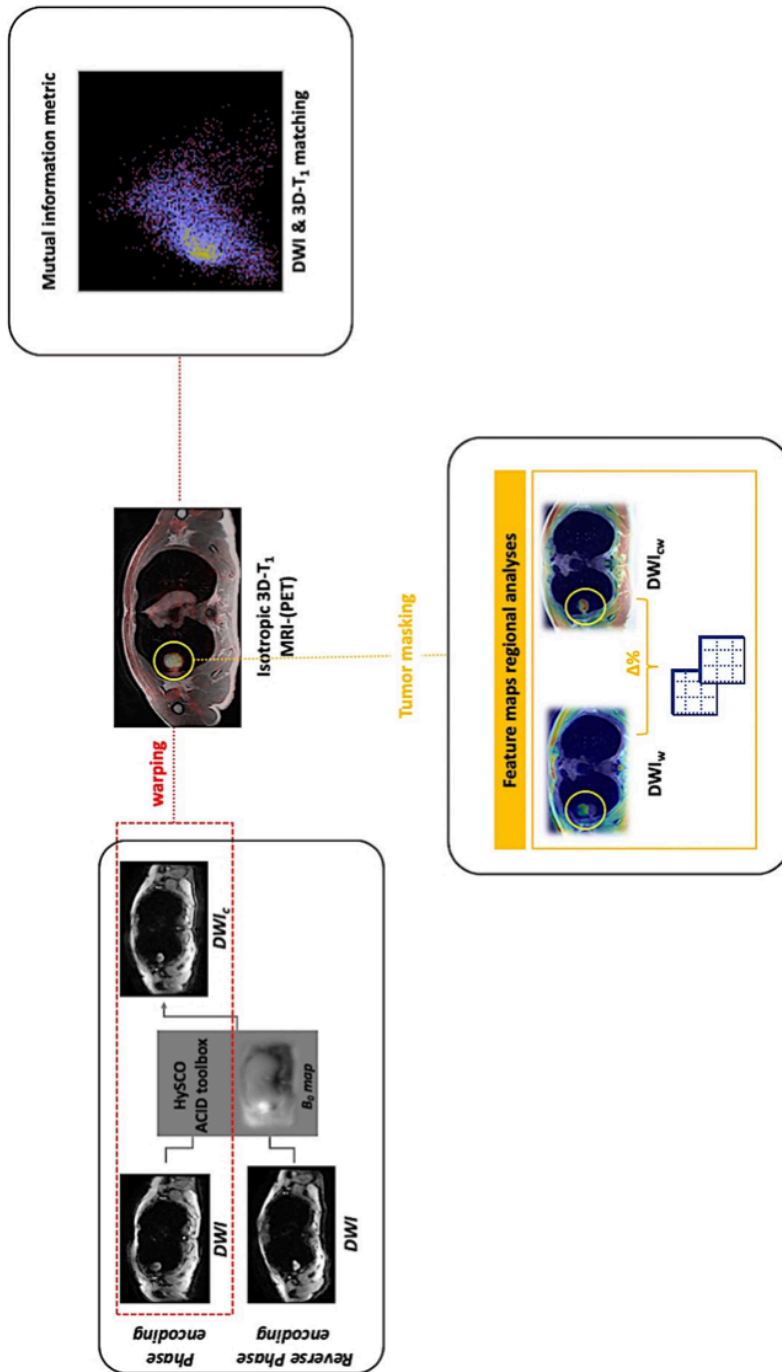 Phase
encoding
DWI
HySCO
ACID toolbox
DWIc
Reverse Phase
encoding
DWI
B0 map
warping
Isotropic 3D-T1
MRI-(PET)
Mutual information metric
DWI & 3D-T1 matching
Tumor masking
Feature maps regional analyses
DWIw
DWIcw
Δ%